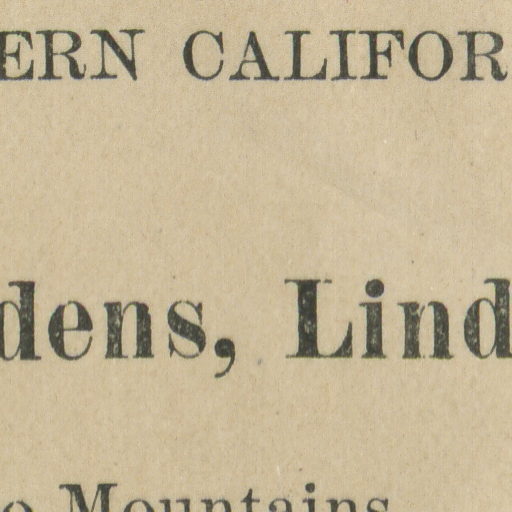 ERN CALIFOR
dens, Lind
o Mountains